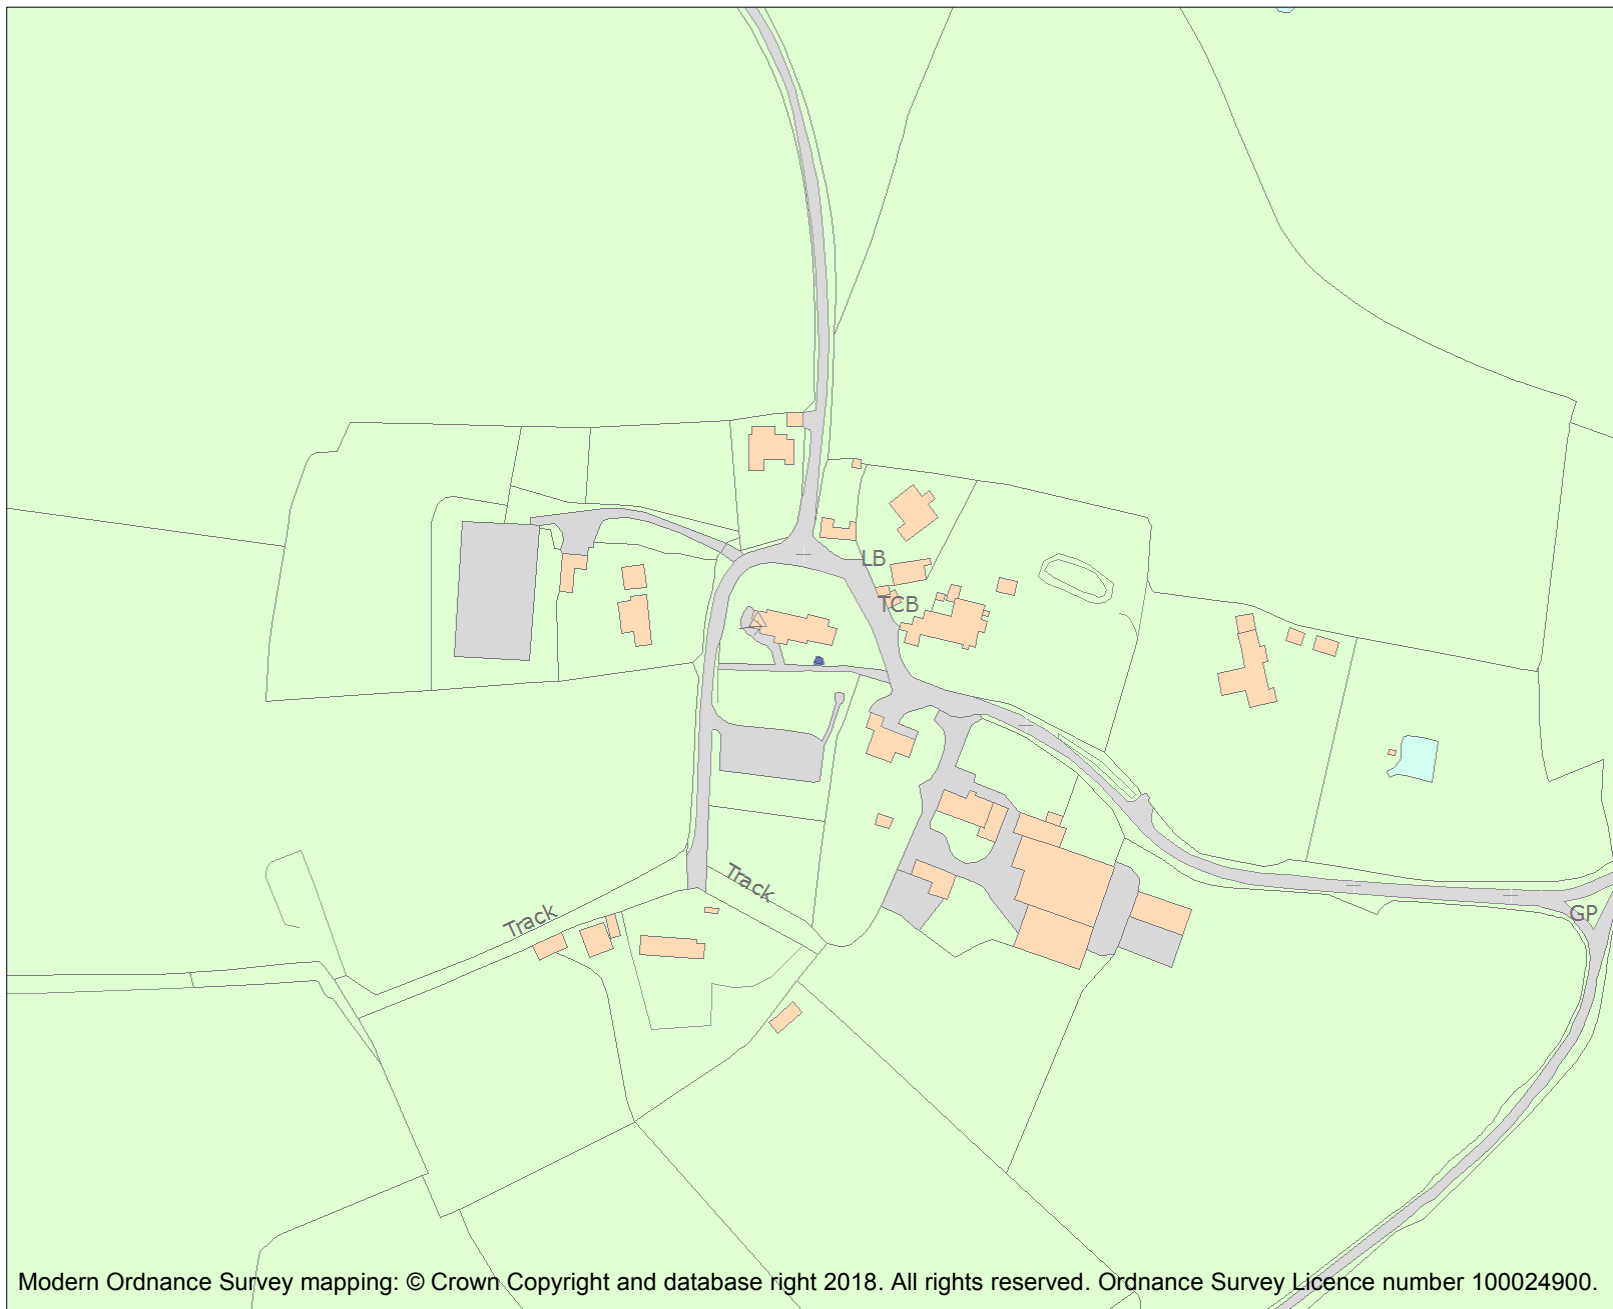 LB
TCB
Track
Track
GP
Modern Ordnance Survey mapping: © Crown Copyright and database right 2018. All rights reserved. Ordnance Survey Licence number 100024900.